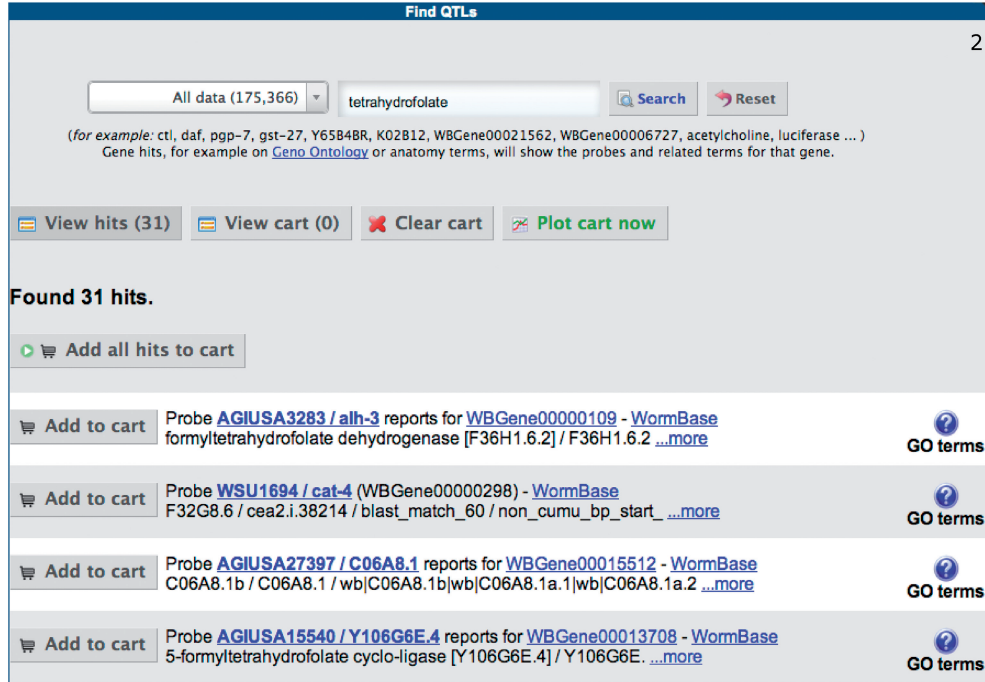 Find QTLs
2
All data (175,366)
tetrahydrofolate
Search
Reset
(for example: ctl, daf, pgp-7, gst-27, Y65B4BR, K02B12, WBGene00021562, WBGene00006727, acetylcholine, luciferase ... )
Gene hits, for example on Geno Ontology or anatomy terms, will show the probes and related terms for that gene.
View hits (31)
View cart (0)
Clear cart
Plot cart now
Found 31 hits.
Add all hits to cart
Add to cart
Probe AGIUSA3283 / alh-3 reports for WBGene00000109 - WormBase
formyltetrahydrofolate dehydrogenase [F36H1.6.2] / F36H1.6.2 ...more
GO terms
Add to cart
Probe WSU1694 / cat-4 (WBGene00000298) - WormBase
F32G8.6 / cea2.i.38214 / blast_match_60 / non_cumu_bp_start_ ...more
GO terms
Add to cart
Probe AGIUSA27397 / C06A8.1 reports for WBGene00015512 - WormBase
C06A8.1b / C06A8.1 / wb|C06A8.1b|wb|C06A8.1a.1|wb|C06A8.1a.2 ...more
GO terms
Add to cart
Probe AGIUSA15540 / Y106G6E.4 reports for WBGene00013708 - WormBase
5-formyltetrahydrofolate cyclo-ligase [Y106G6E.4] / Y106G6E. ...more
GO terms